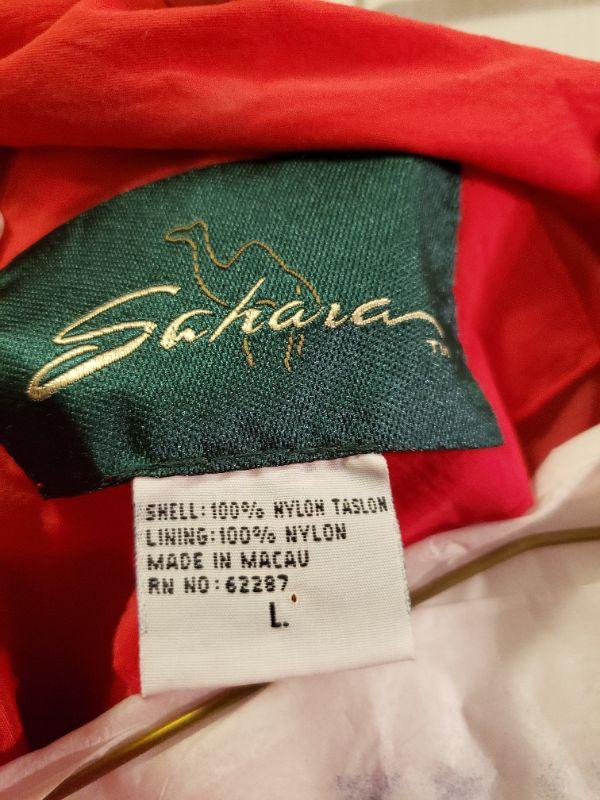 Sahara
TM
SHELL: 100% NYLON TASLON
LINING: 100% NYLON
MADE IN MACAU
RN NO: 62287
L.